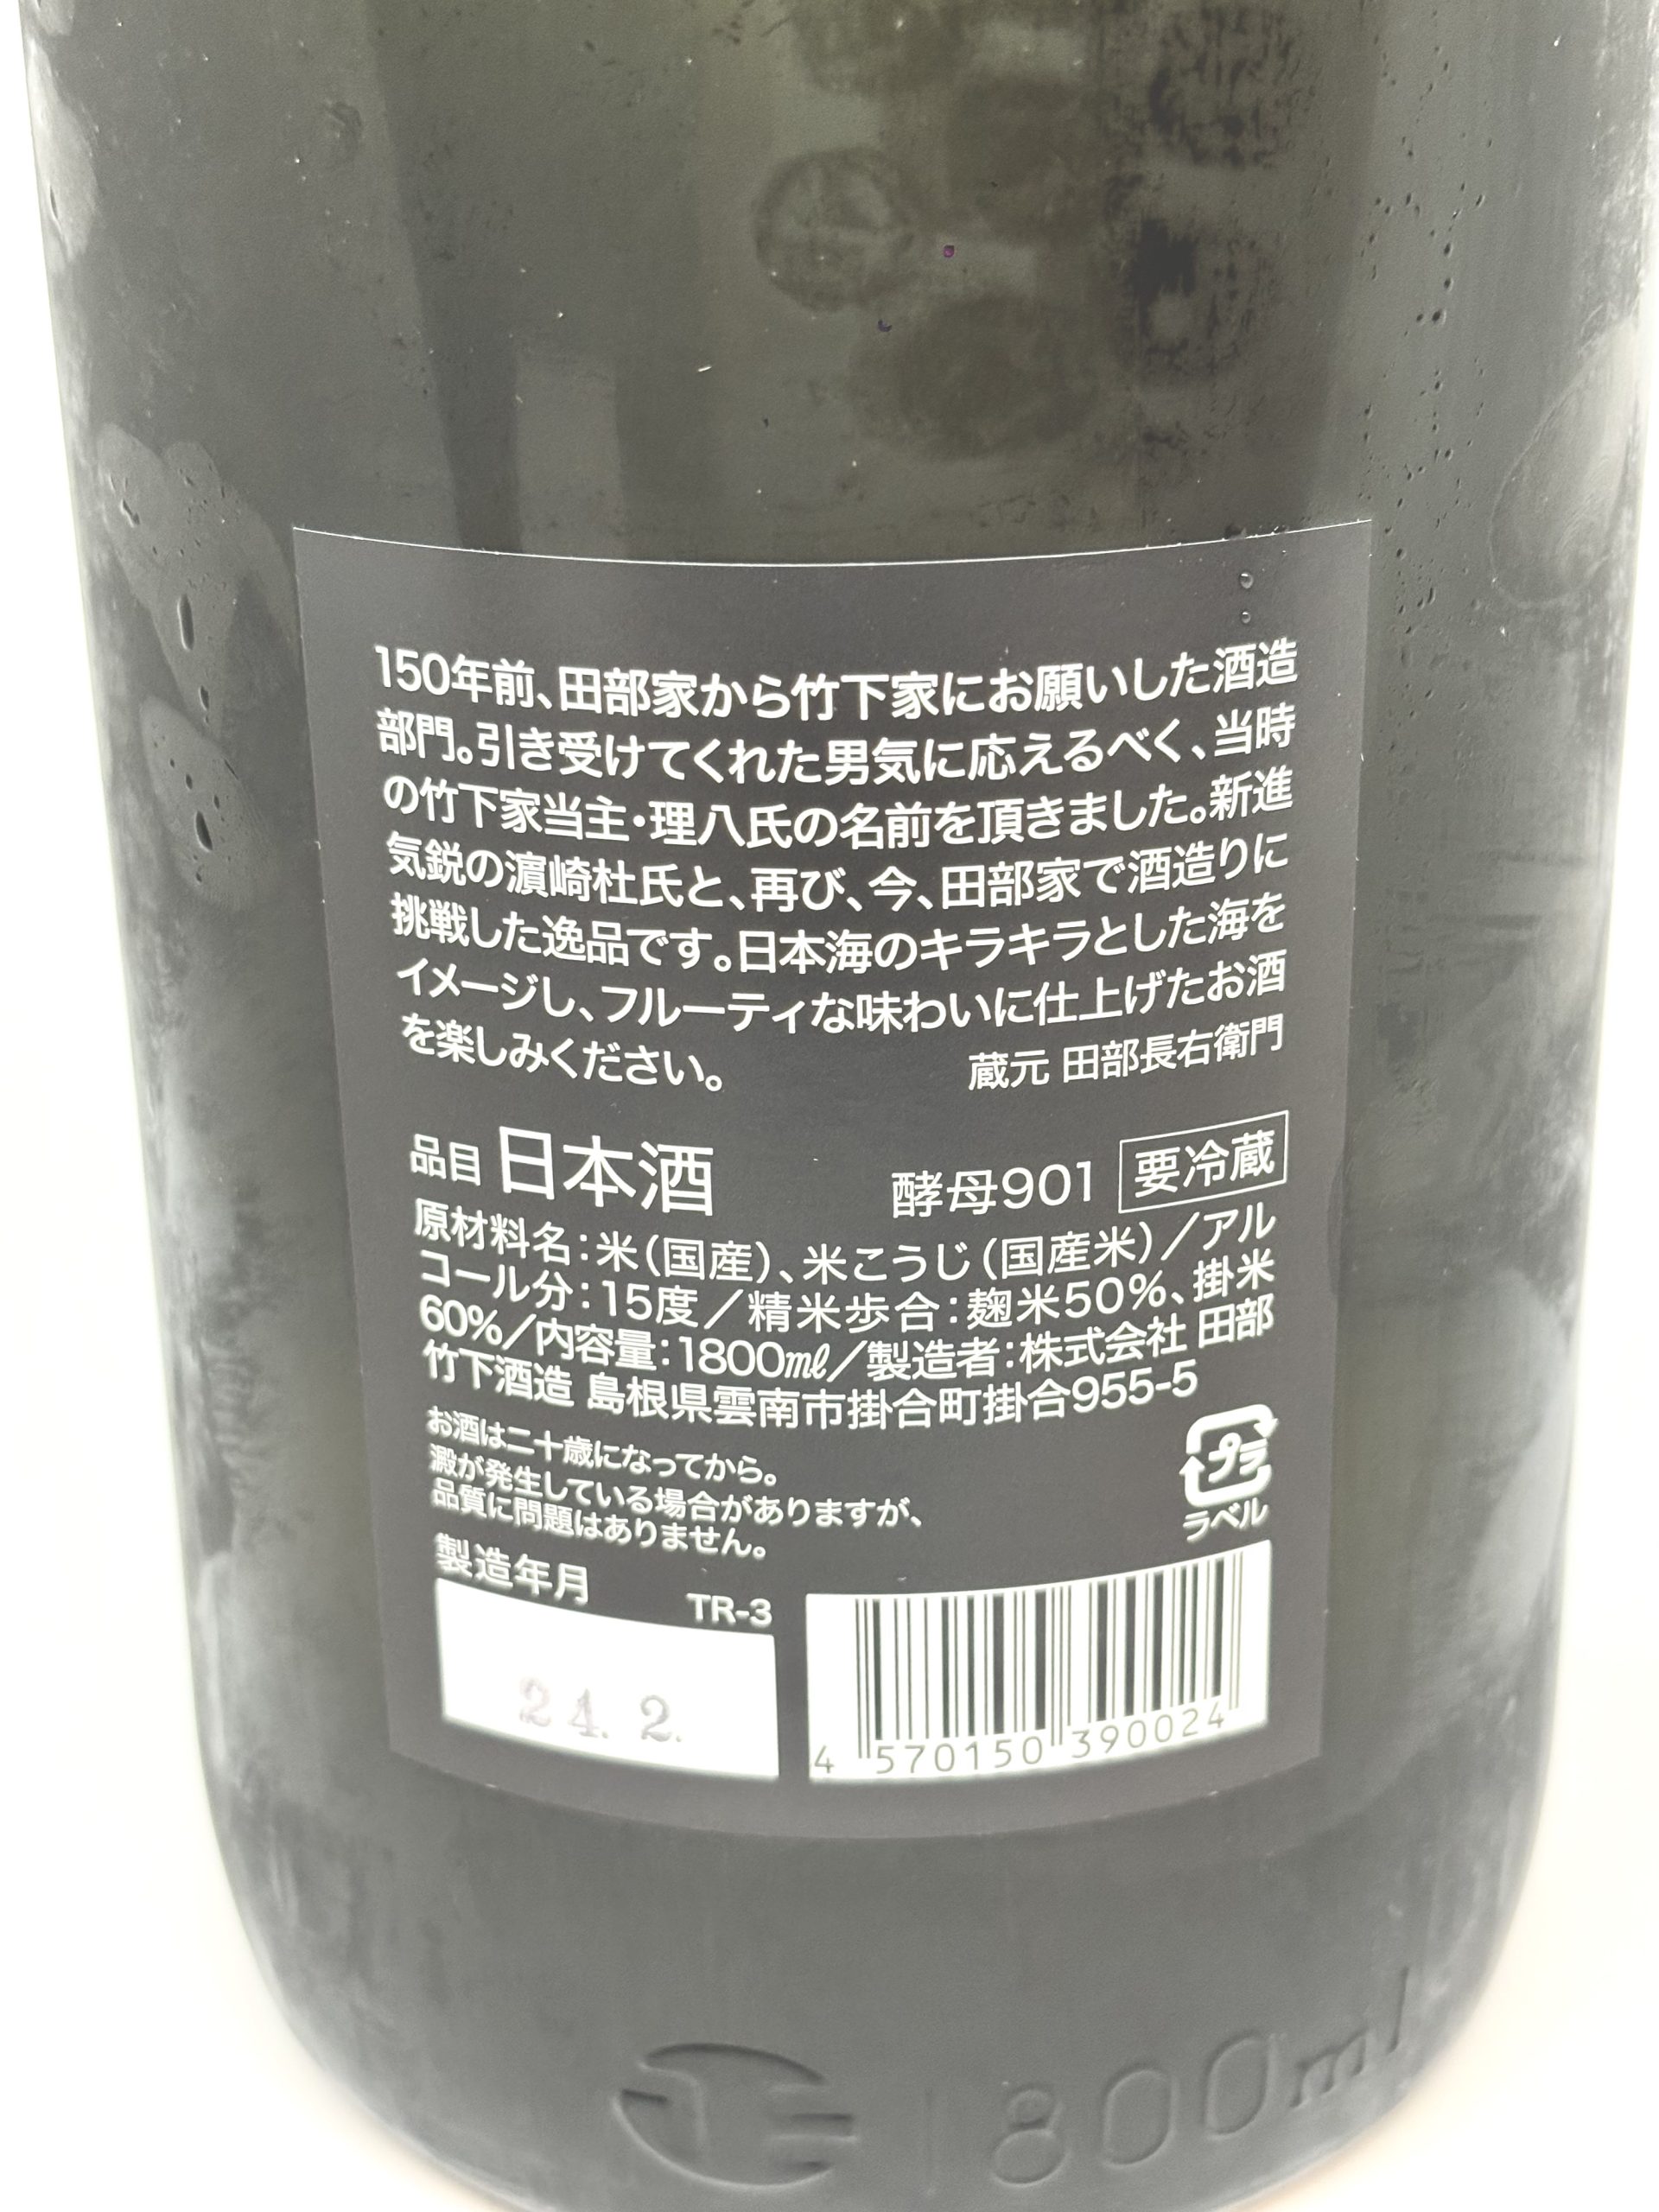 150年前、田部家から竹下家にお願いした酒造
部門。引き受けてくれた男気に応えるべく、当時
の竹下家当主・理八氏の名前を頂きました。新進
気鋭の濵崎杜氏と、再び、今、田部家で酒造りに
挑戦した逸品です。日本海のキラキラとした海を
イメージし、フルーティな味わいに仕上げたお酒
を楽しみください。
蔵元 田部長右衛門
品目 日本酒 酵母901 要冷蔵
原材料名：米（国産）、米こうじ（国産米）／アル
コール分：15度／精米歩合：麹米50%、掛米
60%／内容量：1800㎖／製造者：株式会社 田部
竹下酒造 島根県雲南市掛合町掛合955-5
お酒は二十歳になってから。
澱が発生している場合がありますが、
品質に問題はありません。
プラ
ラベル
製造年月 TR-3
24. 2.
4 570150 390024
1800ml